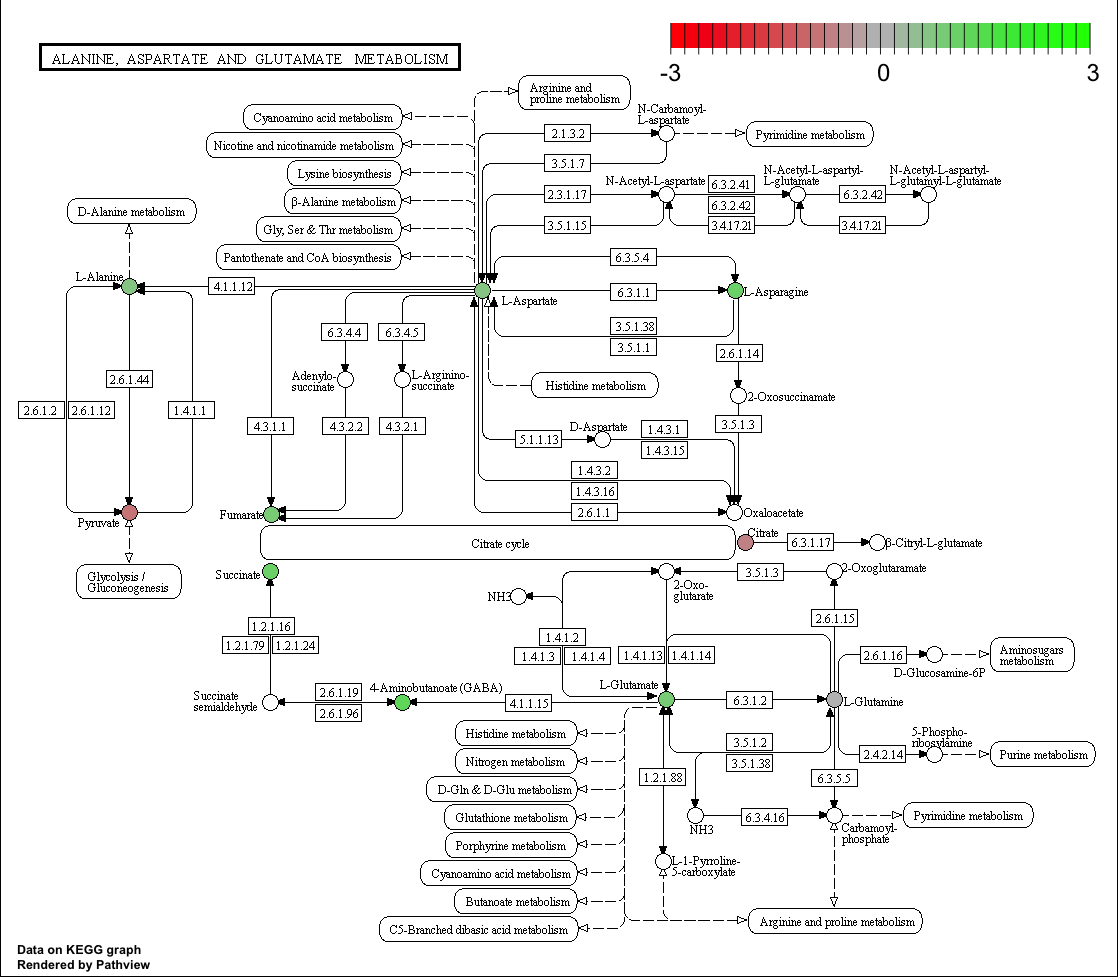 ALANINE, ASPARTATE AND GLUTAMATE METABOLISM
-3
0
3
Arginine and
proline metabolism
Cyanoamino acid metabolism
N-Carbamoyl-
L-aspartate
2.1.3.2
Pyrimidine metabolism
Nicotine and nicotinamide metabolism
3.5.1.7
Lysine biosynthesis
N-Acetyl-L-aspartate
N-Acetyl-L-aspartyl-
L-glutamate
N-Acetyl-L-aspartyl-
L-glutamyl-L-glutamate
6.3.2.41
2.3.1.17
6.3.2.42
6.3.2.42
β-Alanine metabolism
D-Alanine metabolism
3.5.1.15
3.4.17.21
3.4.17.21
Gly, Ser & Thr metabolism
Pantothenate and CoA biosynthesis
6.3.5.4
L-Alanine
4.1.1.12
L-Aspartate
6.3.1.1
L-Asparagine
6.3.4.4
6.3.4.5
3.5.1.38
3.5.1.1
2.6.1.14
Adenylo-
succinate
L-Arginino-
succinate
2.6.1.44
Histidine metabolism
2-Oxosuccinamate
2.6.1.2
2.6.1.12
1.4.1.1
4.3.1.1
4.3.2.2
4.3.2.1
D-Aspartate
5.1.1.13
1.4.3.1
1.4.3.15
3.5.1.3
1.4.3.2
1.4.3.16
2.6.1.1
Pyruvate
Fumarate
Oxaloacetate
Citrate cycle
Citrate
6.3.1.17
β-Citryl-L-glutamate
Glycolysis /
Gluconeogenesis
Succinate
2-Oxo-
glutarate
3.5.1.3
2-Oxoglutaramate
NH3
1.2.1.16
1.2.1.79
1.2.1.24
1.4.1.2
1.4.1.3
1.4.1.4
1.4.1.13
1.4.1.14
2.6.1.15
2.6.1.16
D-Glucosamine-6P
Aminosugars
metabolism
Succinate
semialdehyde
2.6.1.19
2.6.1.96
4-Aminobutanoate (GABA)
4.1.1.15
L-Glutamate
6.3.1.2
L-Glutamine
Histidine metabolism
Nitrogen metabolism
D-Gln & D-Glu metabolism
Glutathione metabolism
Porphyrine metabolism
Cyanoamino acid metabolism
Butanoate metabolism
C5-Branched dibasic acid metabolism
3.5.1.2
3.5.1.38
5-Phospho-
ribosylamine
2.4.2.14
Purine metabolism
1.2.1.88
6.3.5.5
NH3
6.3.4.16
Carbamoyl-
phosphate
Pyrimidine metabolism
L-1-Pyrroline-
5-carboxylate
Arginine and proline metabolism
Data on KEGG graph
Rendered by Pathview